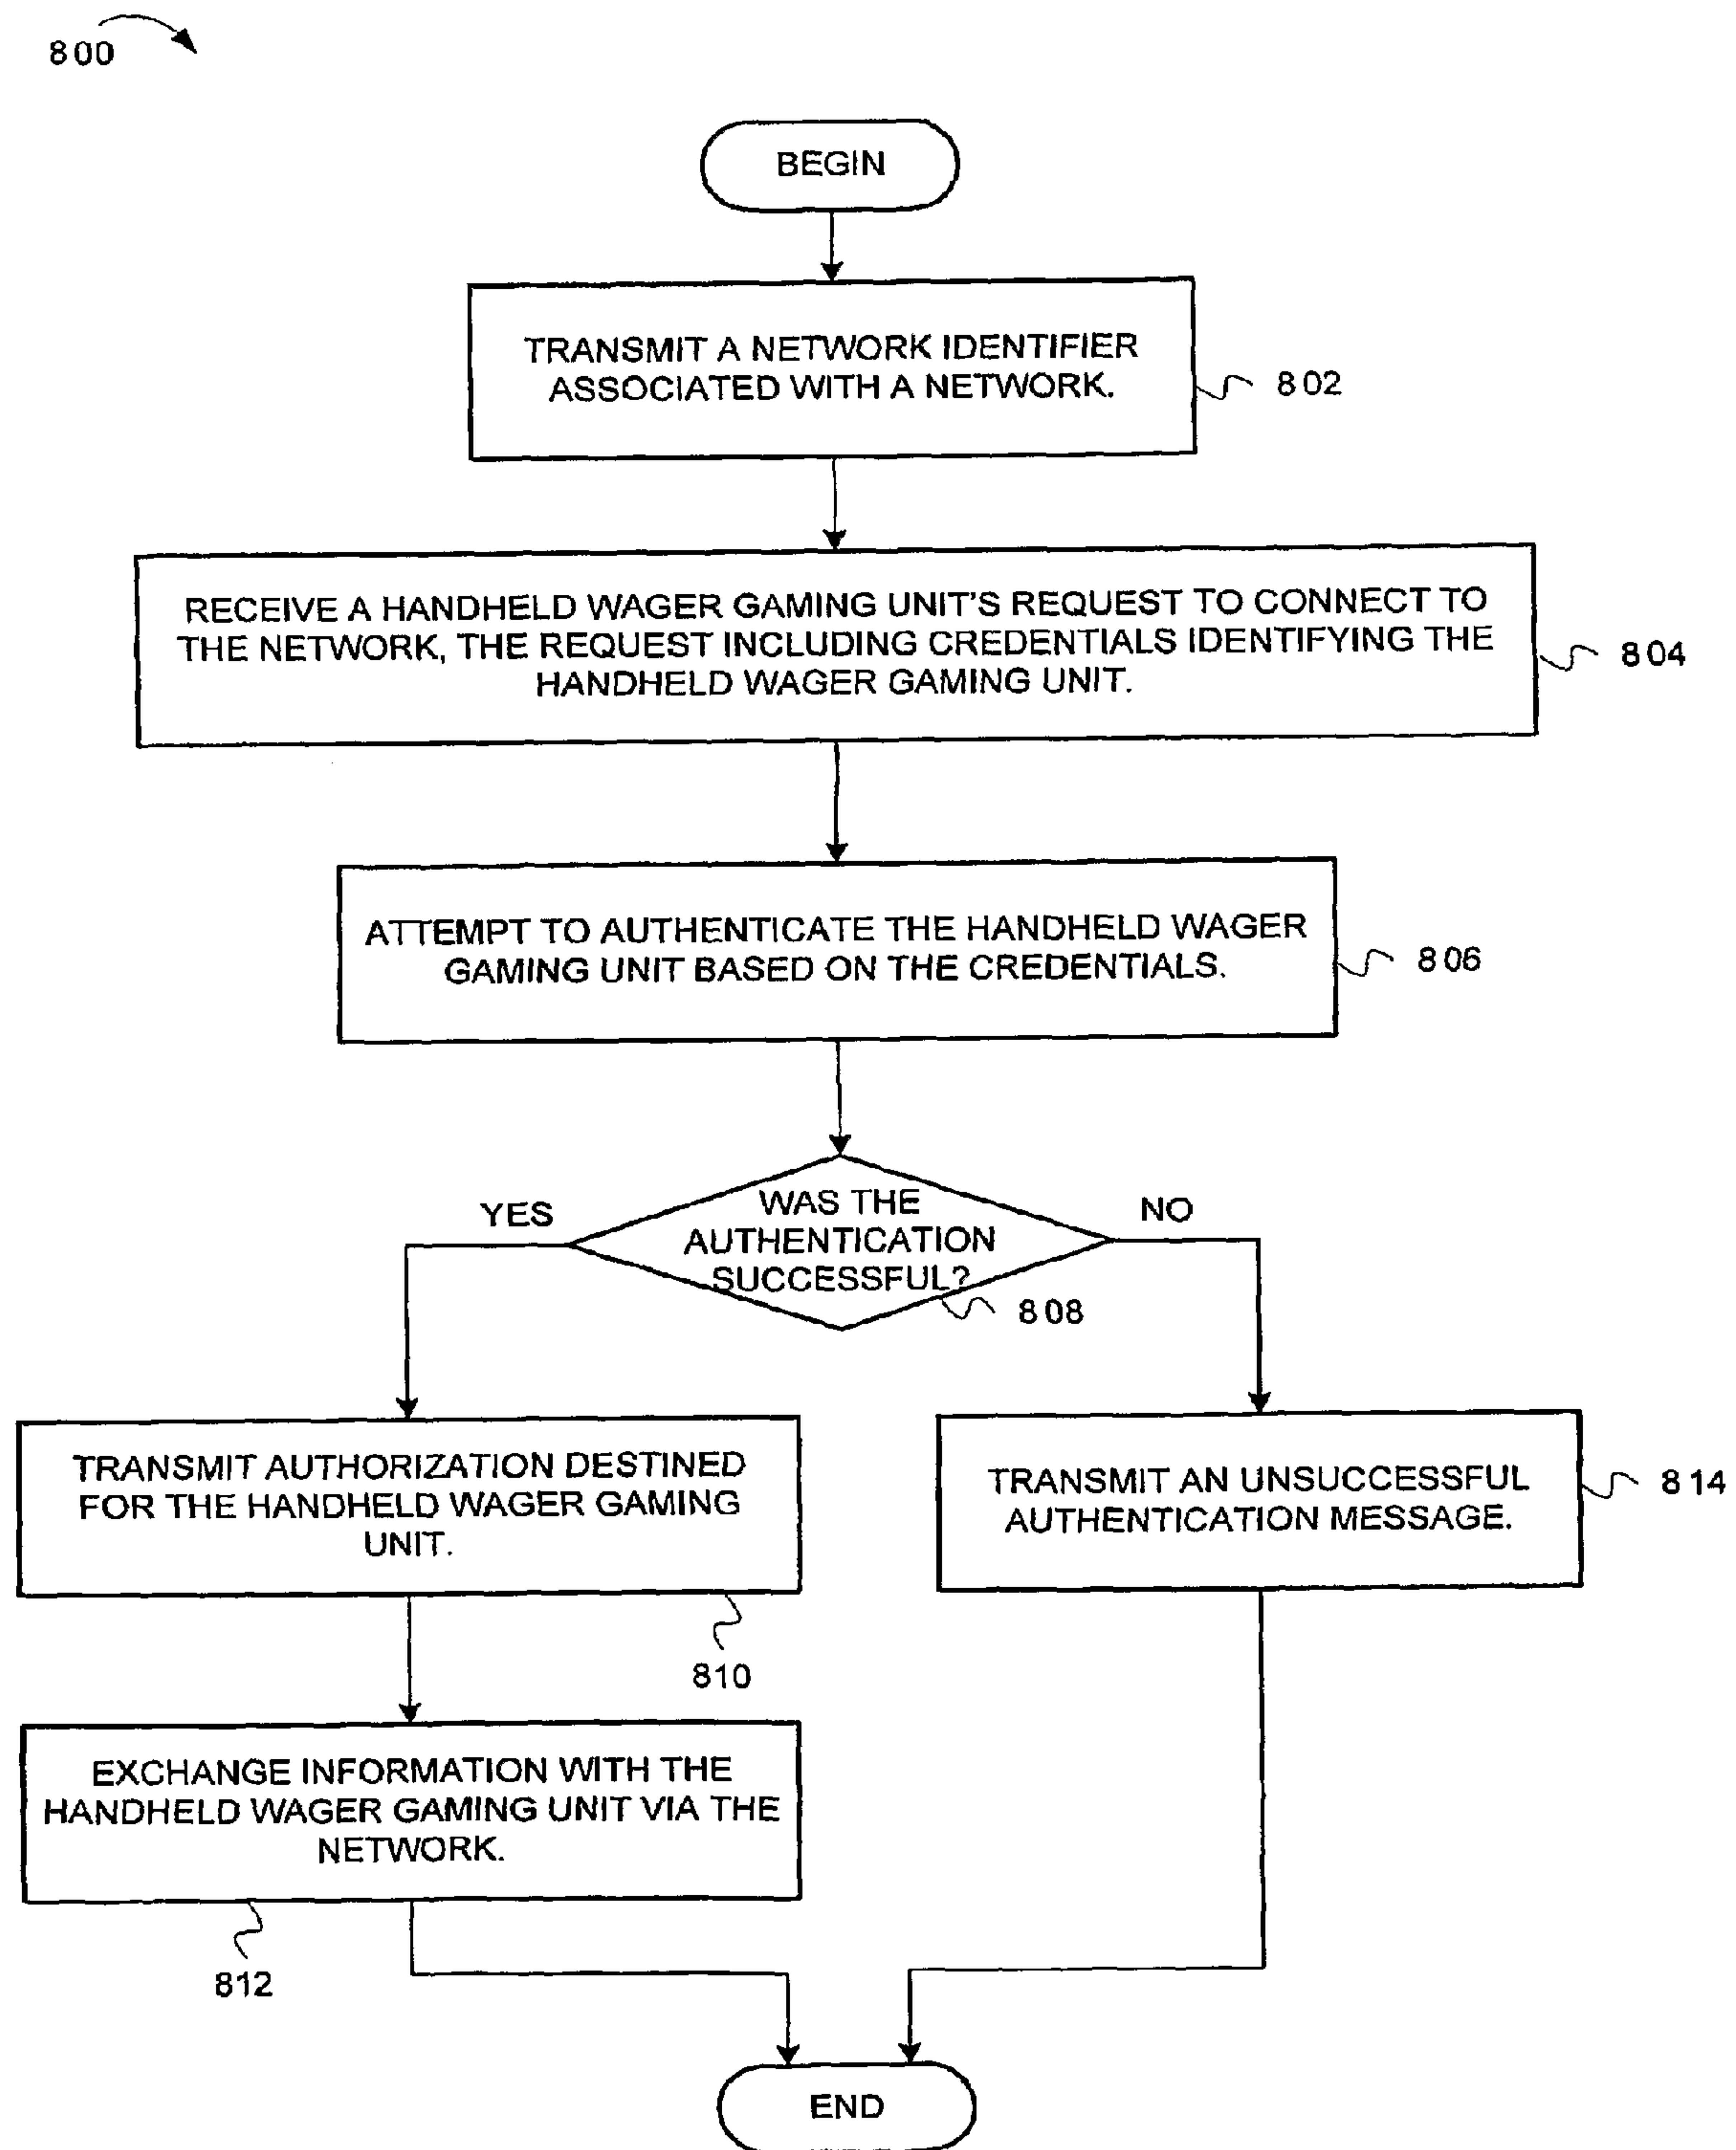 800
BEGIN
TRANSMIT A NETWORK IDENTIFIER
ASSOCIATED WITH A NETWORK.
802
RECEIVE A HANDHELD WAGER GAMING UNIT'S REQUEST TO CONNECT TO
THE NETWORK, THE REQUEST INCLUDING CREDENTIALS IDENTIFYING THE
HANDHELD WAGER GAMING UNIT.
804
ATTEMPT TO AUTHENTICATE THE HANDHELD WAGER
GAMING UNIT BASED ON THE CREDENTIALS.
806
YES
WAS THE
AUTHENTICATION
SUCCESSFUL?
NO
808
TRANSMIT AUTHORIZATION DESTINED
FOR THE HANDHELD WAGER GAMING
UNIT.
810
TRANSMIT AN UNSUCCESSFUL
AUTHENTICATION MESSAGE.
814
EXCHANGE INFORMATION WITH THE
HANDHELD WAGER GAMING UNIT VIA THE
NETWORK.
812
END